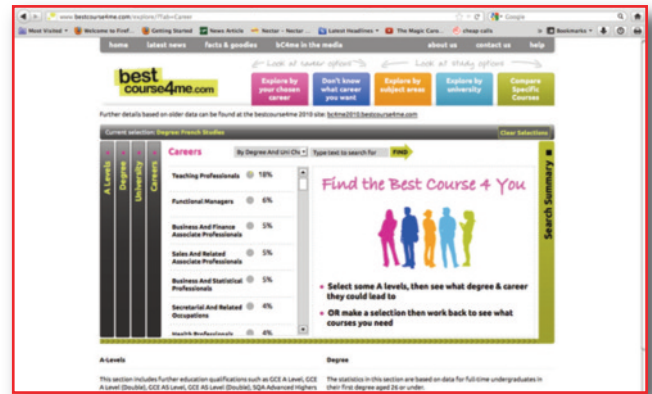 www.bestcourse4me.com/explore/?Tab=Career
Google
Most Visited
Welcome to Firef...
Getting Started
News Article
Nectar - Nectar ...
Latest Headlines
The Magic Cura...
cheap calls
Bookmarks
home
latest news
facts & goodies
bC4me in the media
about us
contact us
help
Look at career options
Look at study options
best course4me.com
Explore by your chosen career
Don't know what career you want
Explore by subject areas
Explore by university
Compare Specific Courses
Further details based on older data can be found at the bestcourse4me 2010 site: bc4me2010.bestcourse4me.com
Current selection: Degree: French Studies
Clear Selections
A Levels
Degree
University
Careers
Careers
By Degree And Uni Cho
Type text to search for
FIND
Teaching Professionals 18%
Functional Managers 6%
Business And Finance Associate Professionals 5%
Sales And Related Associate Professionals 5%
Business And Statistical Professionals 5%
Secretarial And Related Occupations 4%
Health Professionals 4%
Find the Best Course 4 You
• Select some A levels, then see what degree & career
they could lead to
• OR make a selection then work back to see what
courses you need
Search Summary
A-Levels
This section includes further education qualifications such as GCE A Level, GCE
A Level (Double), GCE AS Level, GCE AS Level (Double), SQA Advanced Highers
Degree
The statistics in this section are based on data for full-time undergraduates in
their first degree aged 26 or under.